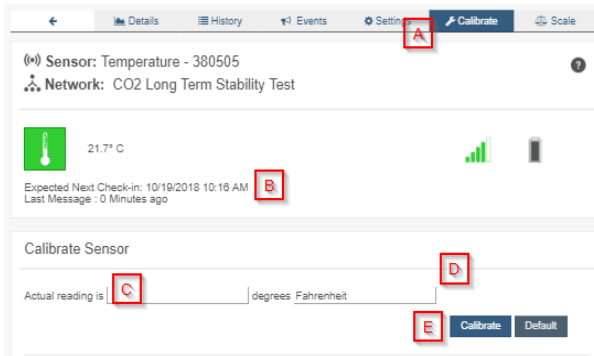 Details History Events Settings Calibrate Scale
A
Sensor: Temperature - 380505
?
Network: CO2 Long Term Stability Test
21.7° C
Expected Next Check-in: 10/19/2018 10:16 AM
B
Last Message : 0 Minutes ago
Calibrate Sensor
D
Actual reading is C degrees Fahrenheit
E Calibrate Default